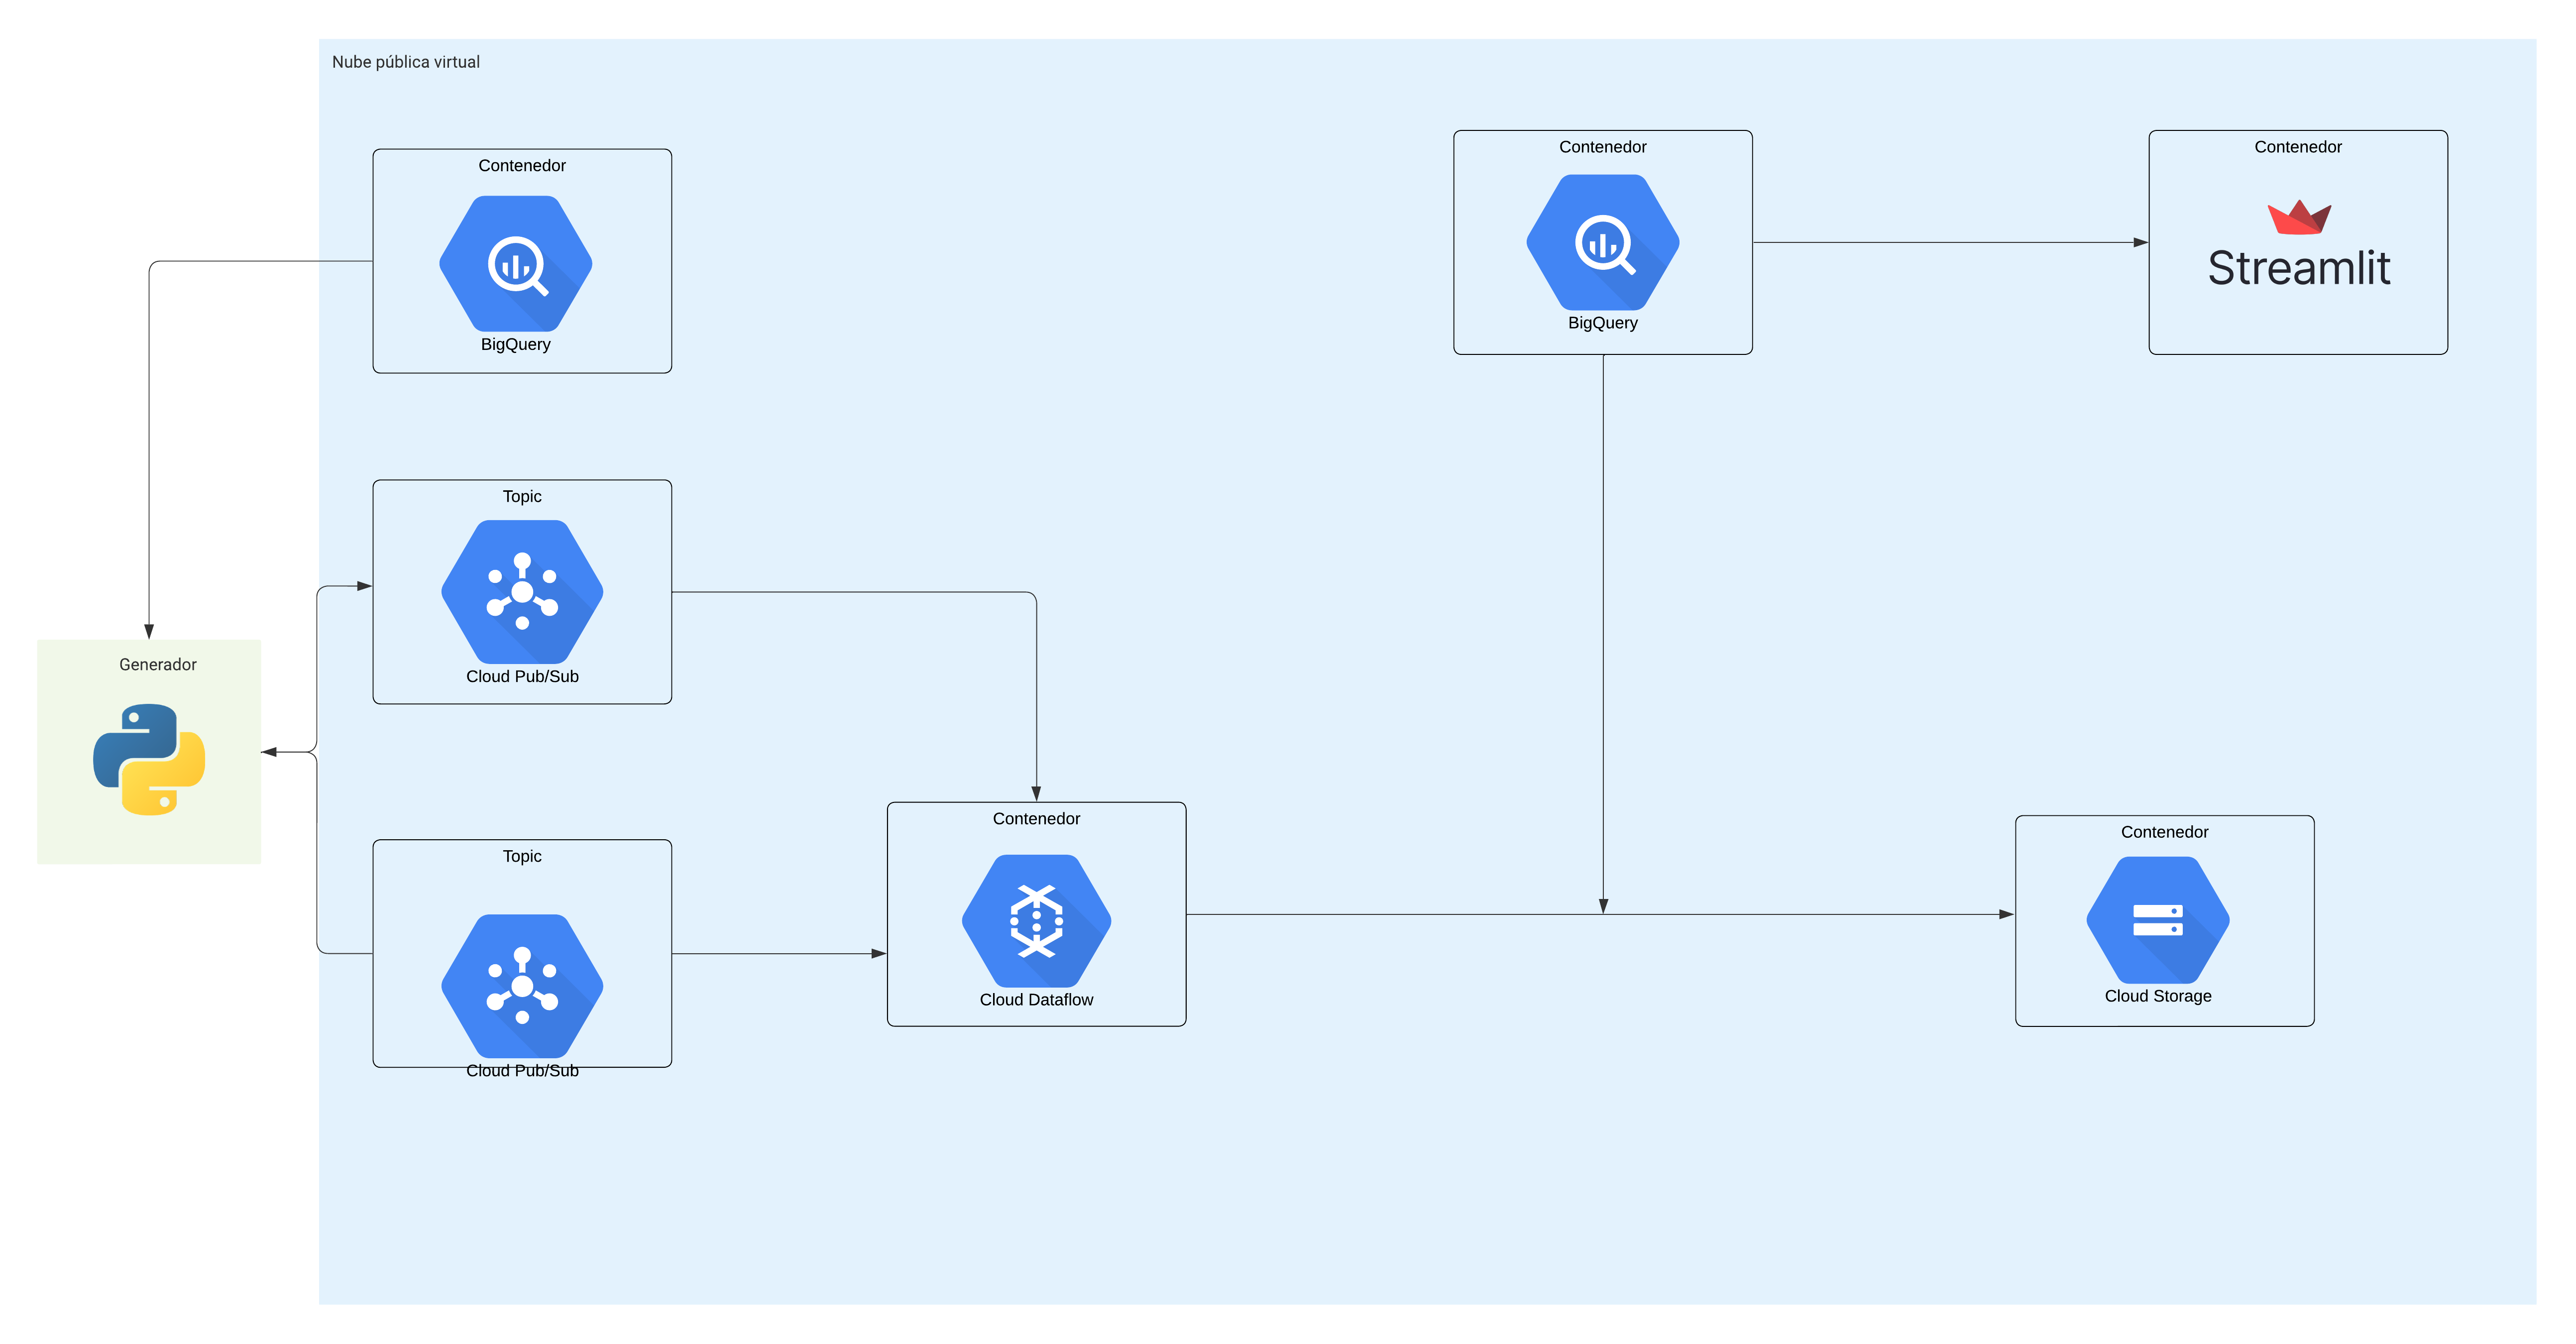 Nube pública virtual
Contenedor
BigQuery
Contenedor
BigQuery
Contenedor
Streamlit
Topic
Cloud Pub/Sub
Generador
Topic
Cloud Pub/Sub
Contenedor
Cloud Dataflow
Contenedor
Cloud Storage